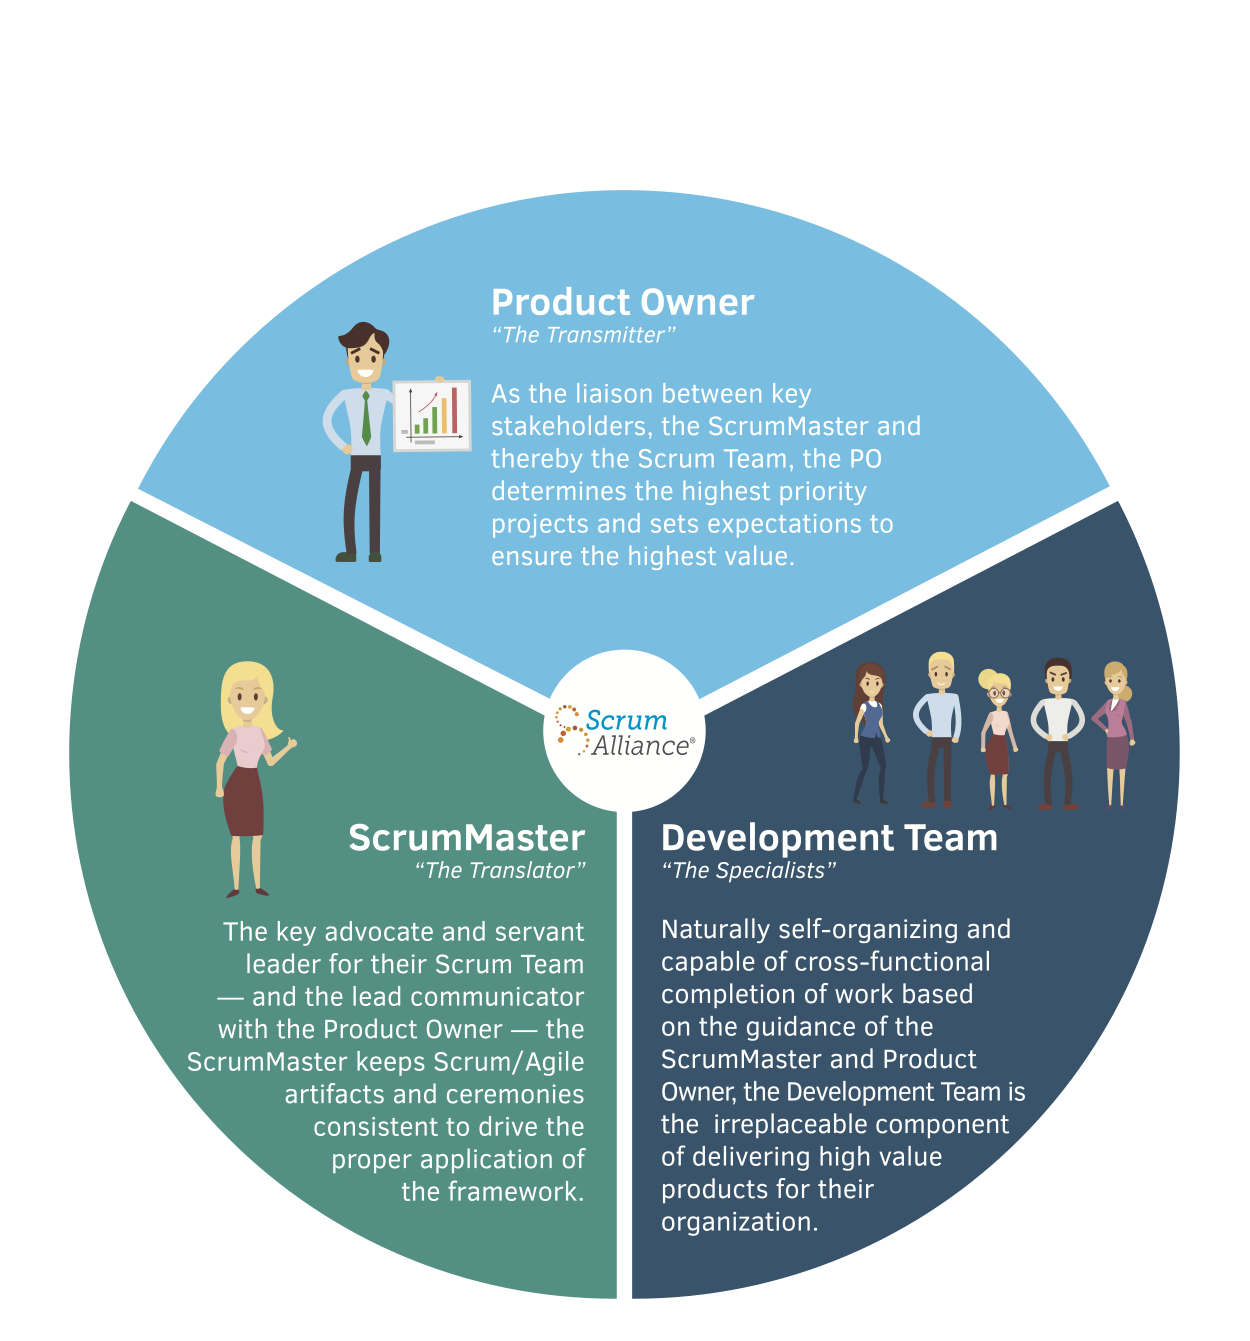 Product Owner
“The Transmitter”
As the liaison between key
stakeholders, the ScrumMaster and
thereby the Scrum Team, the PO
determines the highest priority
projects and sets expectations to
ensure the highest value.
Scrum
Alliance®
ScrumMaster
“The Translator”
The key advocate and servant
leader for their Scrum Team
— and the lead communicator
with the Product Owner — the
ScrumMaster keeps Scrum/Agile
artifacts and ceremonies
consistent to drive the
proper application of
the framework.
Development Team
“The Specialists”
Naturally self-organizing and
capable of cross-functional
completion of work based
on the guidance of the
ScrumMaster and Product
Owner, the Development Team is
the  irreplaceable component
of delivering high value
products for their
organization.